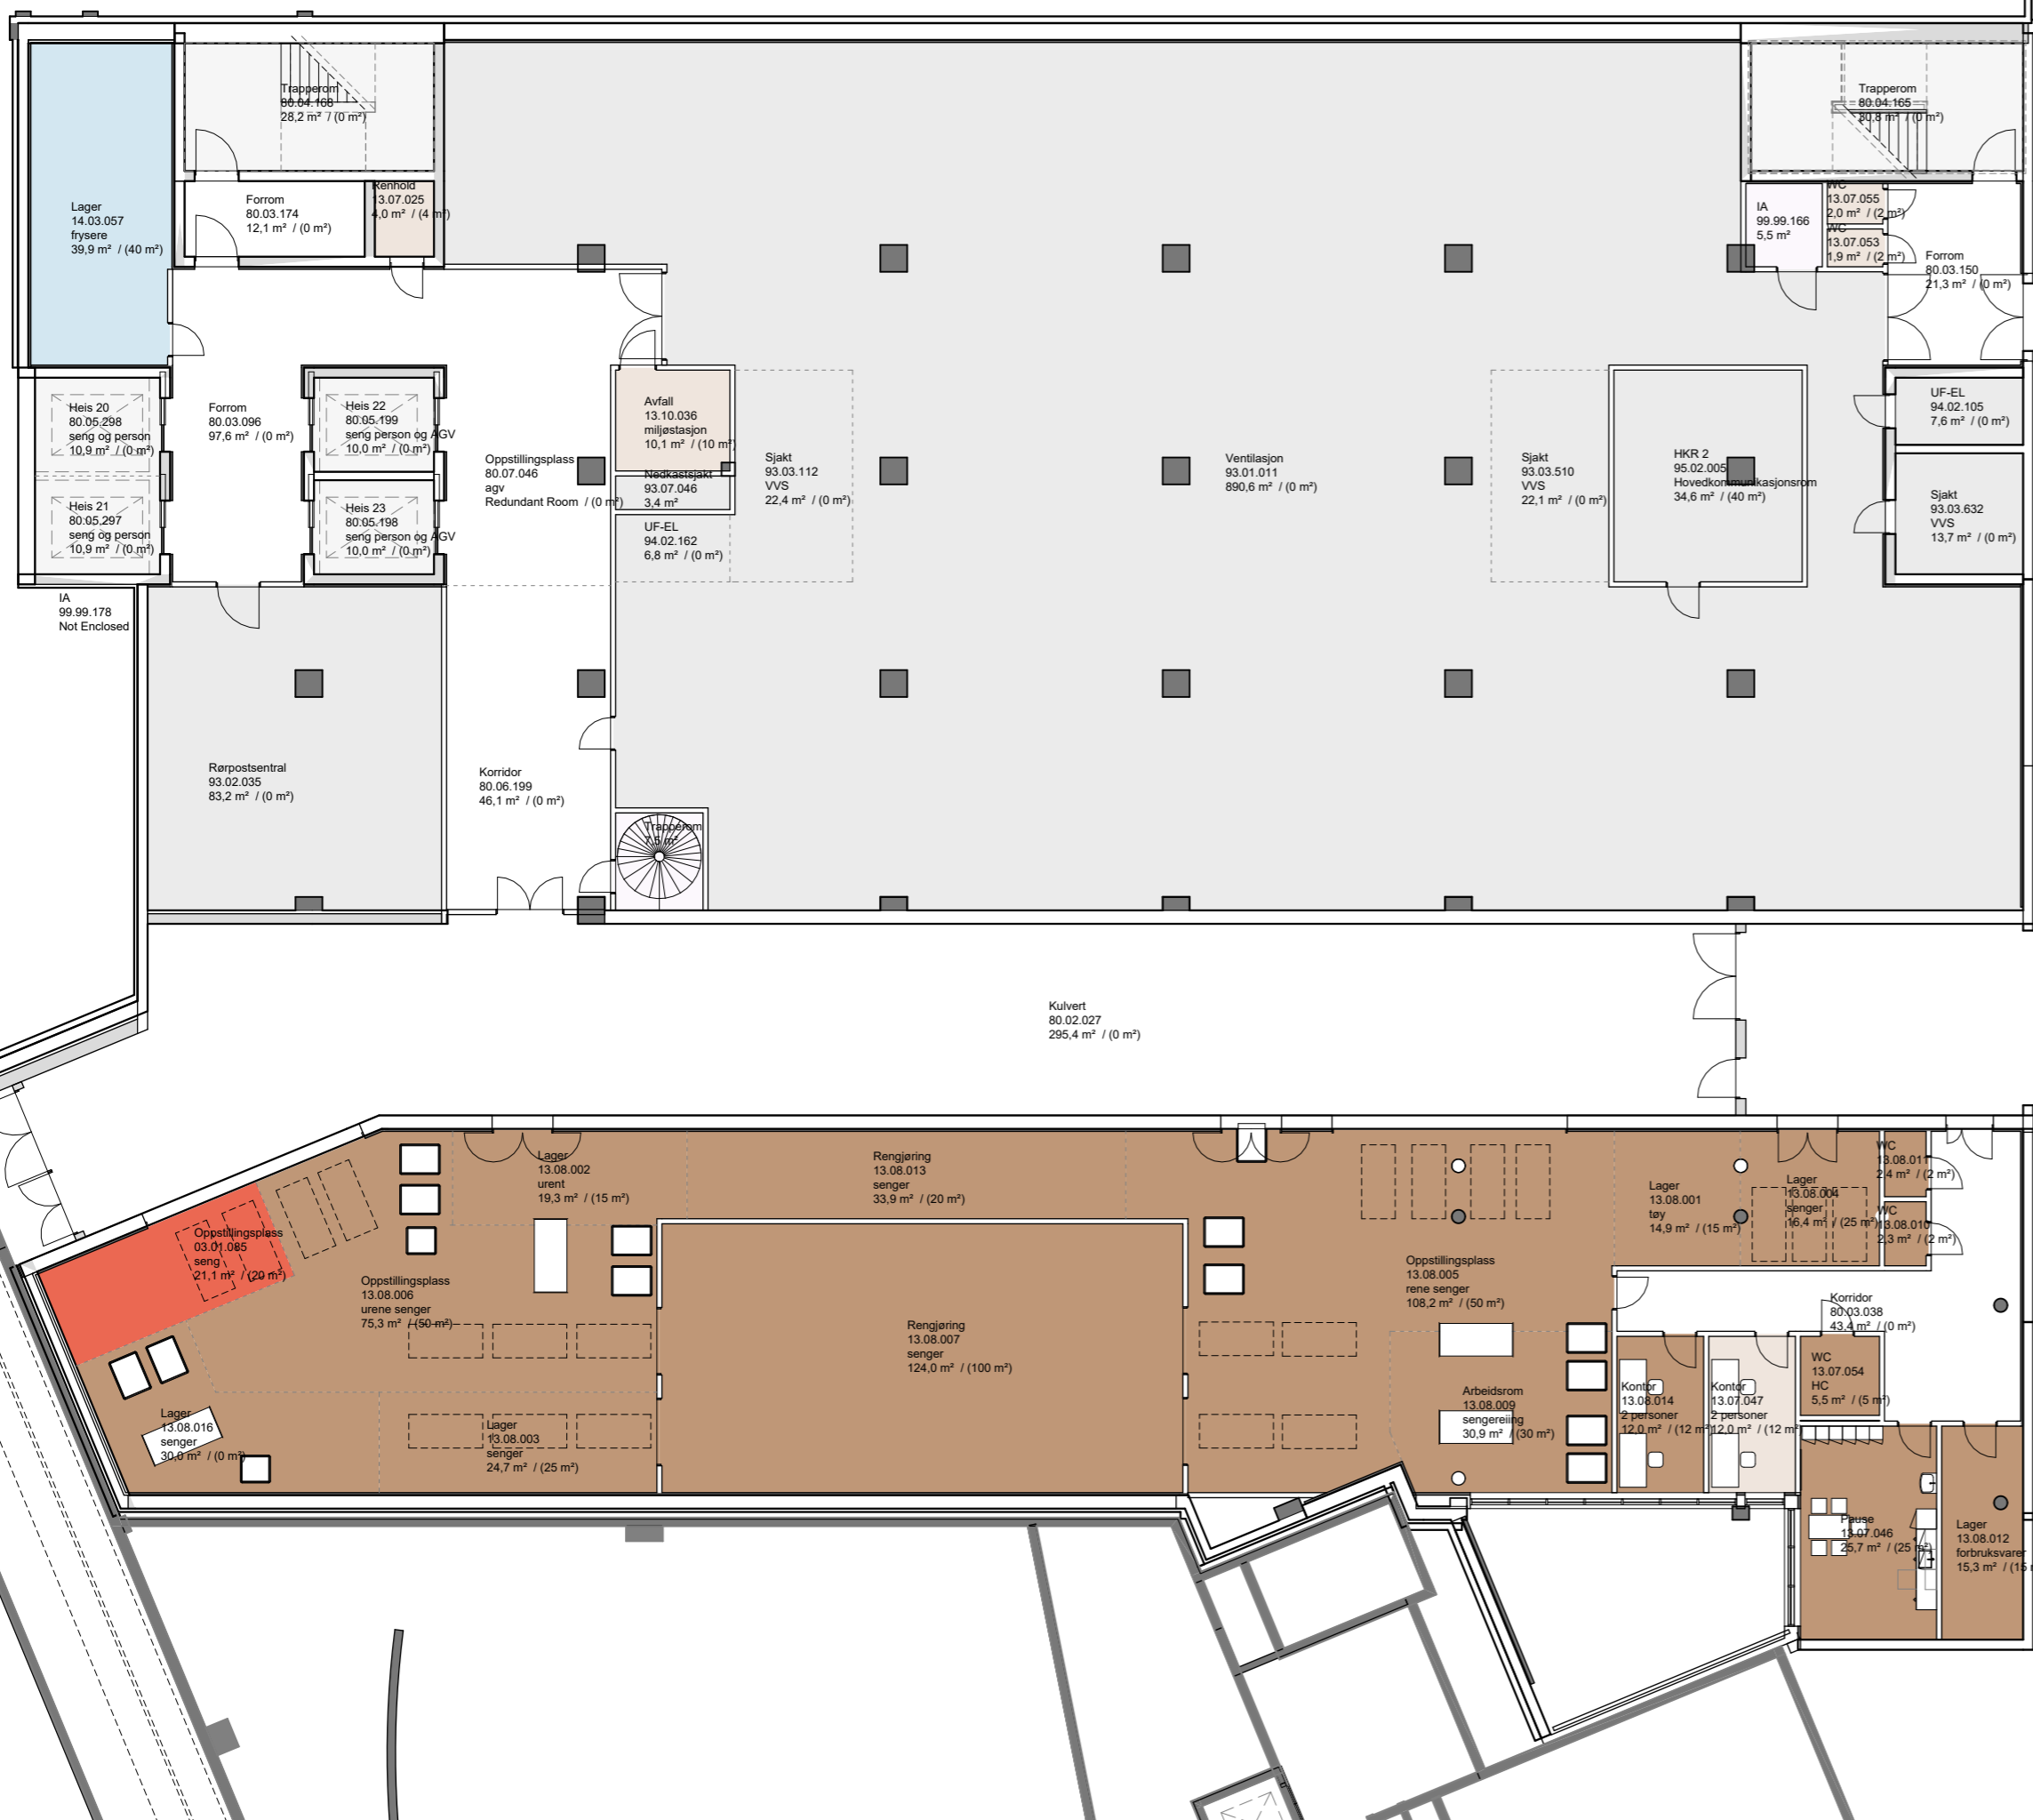 Trapperom
80.04.168
28,2 m² / (0 m²)
Trapperom
80.04.165
30,8 m² / (0 m²)
Lager
14.03.057
frysere
39,9 m² / (40 m²)
Forrom
80.03.174
12,1 m² / (0 m²)
Renhold
13.07.025
4,0 m² / (4 m²)
IA
99.99.166
5,5 m²
WC
13.07.055
2,0 m² / (2 m²)
WC
13.07.053
1,9 m² / (2 m²)
Forrom
80.03.150
21,3 m² / (0 m²)
Heis 20
80.05.298
seng og person
10,9 m² / (0 m²)
Forrom
80.03.096
97,6 m² / (0 m²)
Heis 22
80.05.199
seng person og AGV
10,0 m² / (0 m²)
Avfall
13.10.036
miljøstasjon
10,1 m² / (10 m²)
UF-EL
94.02.105
7,6 m² / (0 m²)
Oppstillingsplass
80.07.046
agv
Redundant Room / (0 m²)
Nedkastsjakt
93.07.046
3,4 m²
Sjakt
93.03.112
VVS
22,4 m² / (0 m²)
Ventilasjon
93.01.011
890,6 m² / (0 m²)
Sjakt
93.03.510
VVS
22,1 m² / (0 m²)
HKR 2
95.02.005
Hovedkommunikasjonsrom
34,6 m² / (40 m²)
Sjakt
93.03.632
VVS
13,7 m² / (0 m²)
Heis 21
80.05.297
seng og person
10,9 m² / (0 m²)
Heis 23
80.05.198
seng person og AGV
10,0 m² / (0 m²)
UF-EL
94.02.162
6,8 m² / (0 m²)
IA
99.99.178
Not Enclosed
Rørpostsentral
93.02.035
83,2 m² / (0 m²)
Korridor
80.06.199
46,1 m² / (0 m²)
Trapperom
7,5 m²
Kulvert
80.02.027
295,4 m² / (0 m²)
Lager
13.08.002
urent
19,3 m² / (15 m²)
Rengjøring
13.08.013
senger
33,9 m² / (20 m²)
Lager
13.08.001
tøy
14,9 m² / (15 m²)
Lager
13.08.004
senger
16,4 m² / (25 m²)
WC
13.08.011
2,4 m² / (2 m²)
WC
13.08.010
2,3 m² / (2 m²)
Oppstillingsplass
03.01.085
seng
21,1 m² / (20 m²)
Oppstillingsplass
13.08.006
urene senger
75,3 m² / (50 m²)
Oppstillingsplass
13.08.005
rene senger
108,2 m² / (50 m²)
Korridor
80.03.038
43,4 m² / (0 m²)
Rengjøring
13.08.007
senger
124,0 m² / (100 m²)
WC
13.07.054
HC
5,5 m² / (5 m²)
Arbeidsrom
13.08.009
sengereiing
30,9 m² / (30 m²)
Kontor
13.08.014
2 personer
12,0 m² / (12 m²)
Kontor
13.07.047
2 personer
12,0 m² / (12 m²)
Lager
13.08.016
senger
30,0 m² / (0 m²)
Lager
13.08.003
senger
24,7 m² / (25 m²)
Pause
13.07.046
25,7 m² / (25 m²)
Lager
13.08.012
forbruksvarer
15,3 m² / (15 m